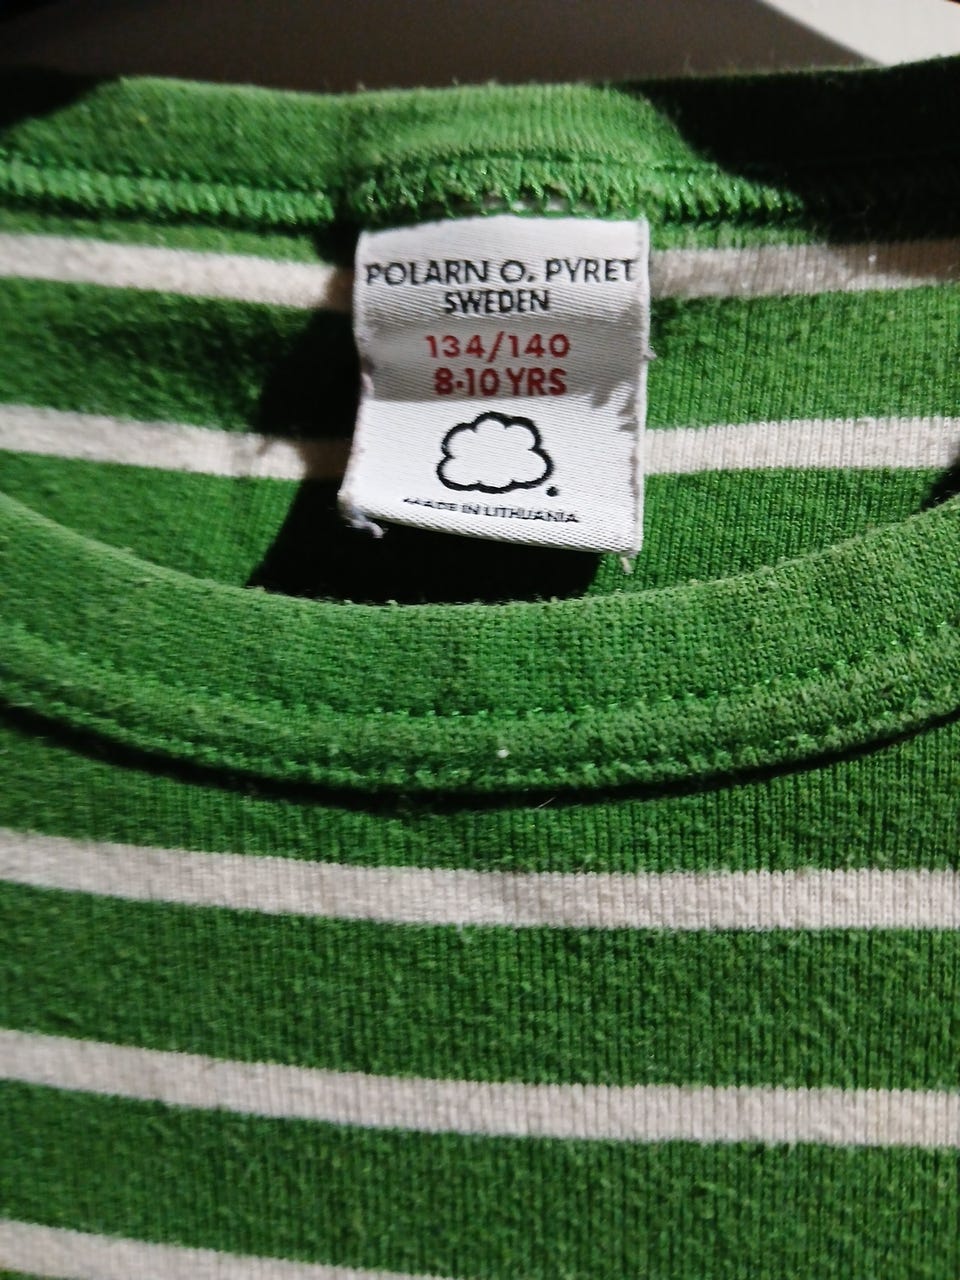 POLARN O. PYRET
SWEDEN
134/140
8-10 YRS
MADE IN LITHUANIA